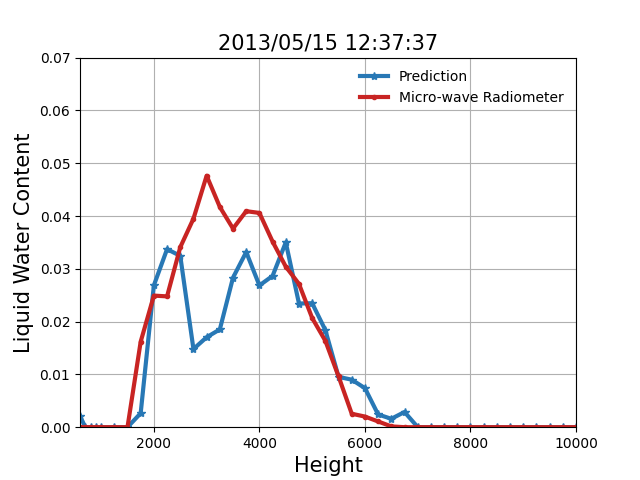 2013/05/15 12:37:37
Prediction
Micro-wave Radiometer
0.07
0.06
0.05
0.04
0.03
0.02
0.01
0.00
Liquid Water Content
2000 4000 6000 8000 10000
Height